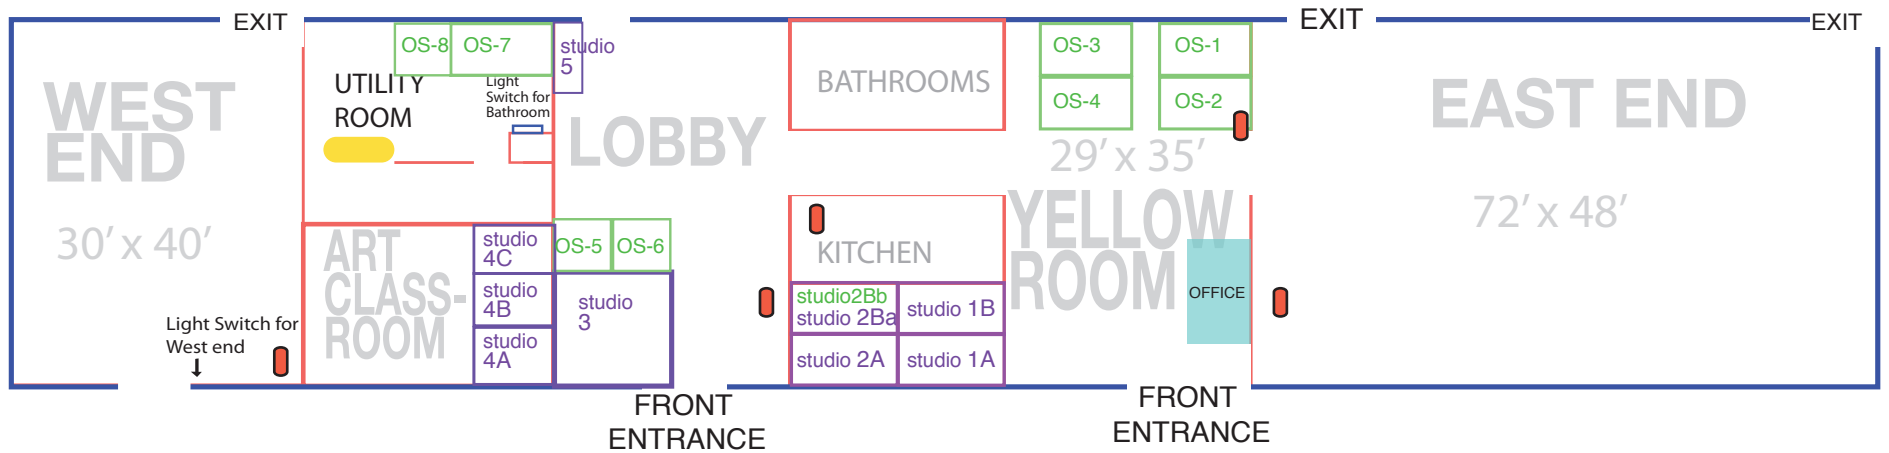 EXIT
EXIT
EXIT
WEST
END
30’ x 40’
Light Switch for
West end
UTILITY
ROOM
OS-8
OS-7
studio
5
Light
Switch for
Bathroom
LOBBY
ART
CLASS-
ROOM
studio
4C
studio
4B
studio
4A
OS-5
OS-6
studio
3
FRONT
ENTRANCE
BATHROOMS
KITCHEN
studio2Bb
studio 2Ba
studio 1B
studio 2A
studio 1A
OS-3
OS-1
OS-4
OS-2
29’ x 35’
YELLOW
ROOM
OFFICE
FRONT
ENTRANCE
EAST END
72’ x 48’